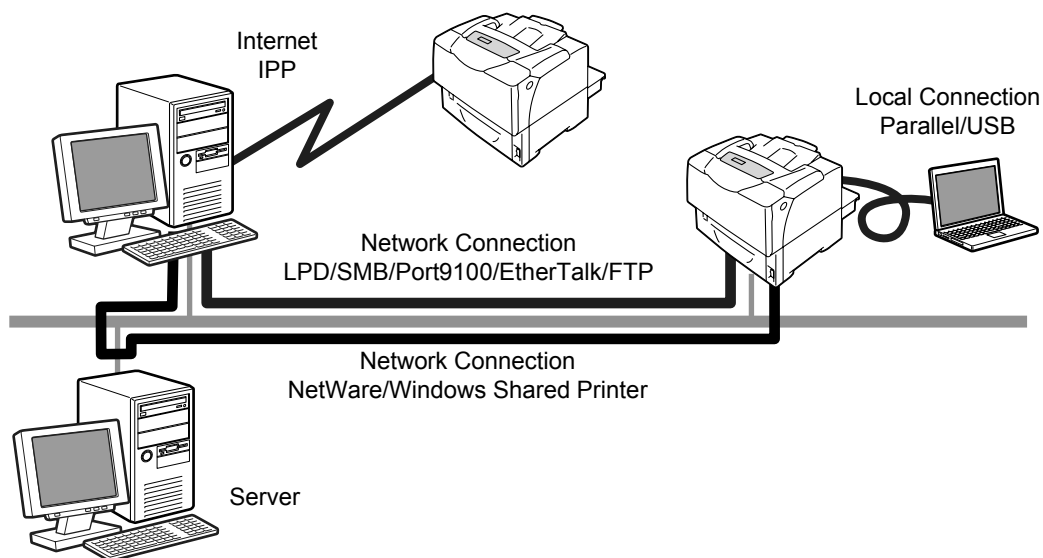 Internet
IPP
Local Connection
Parallel/USB
Network Connection
LPD/SMB/Port9100/EtherTalk/FTP
Network Connection
NetWare/Windows Shared Printer
Server